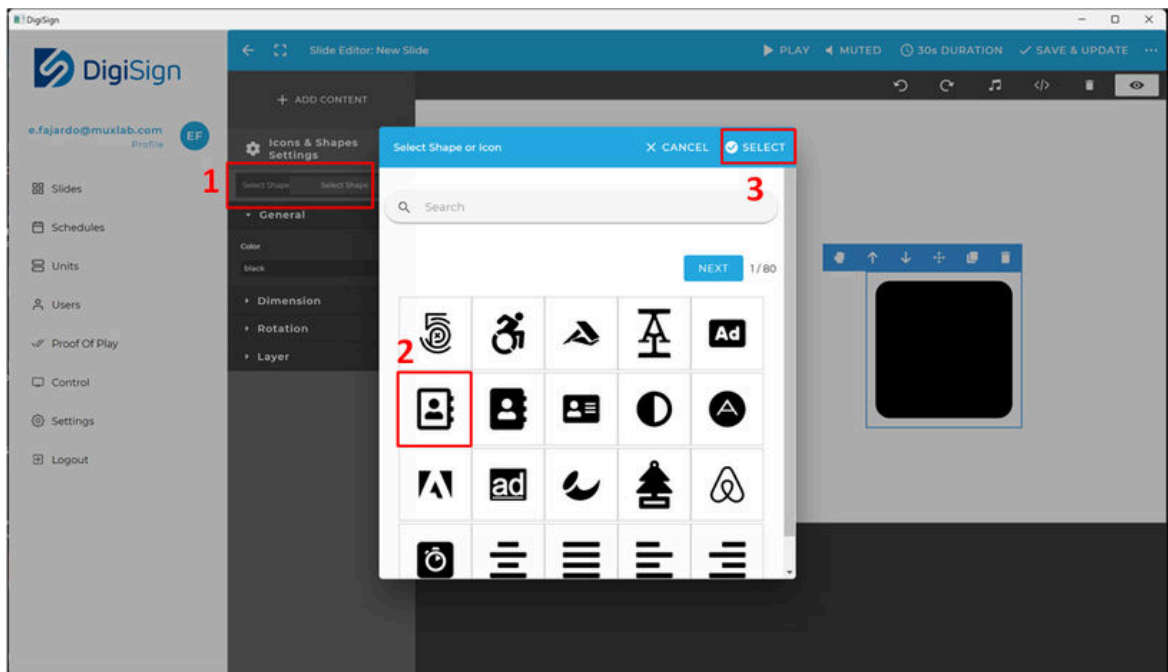 DigiSign
DigiSign
e.fajardo@muxlab.com
Profile
EF
Slides
Schedules
Units
Users
Proof Of Play
Control
Settings
Logout
Slide Editor: New Slide
PLAY
MUTED
30s DURATION
SAVE & UPDATE
+ ADD CONTENT
Icons & Shapes
Settings
1
Select Shape
Select Shape
General
Color
black
Dimension
Rotation
Layer
Select Shape or Icon
X CANCEL
SELECT
3
Search
NEXT
1/80
2
Ad
ad